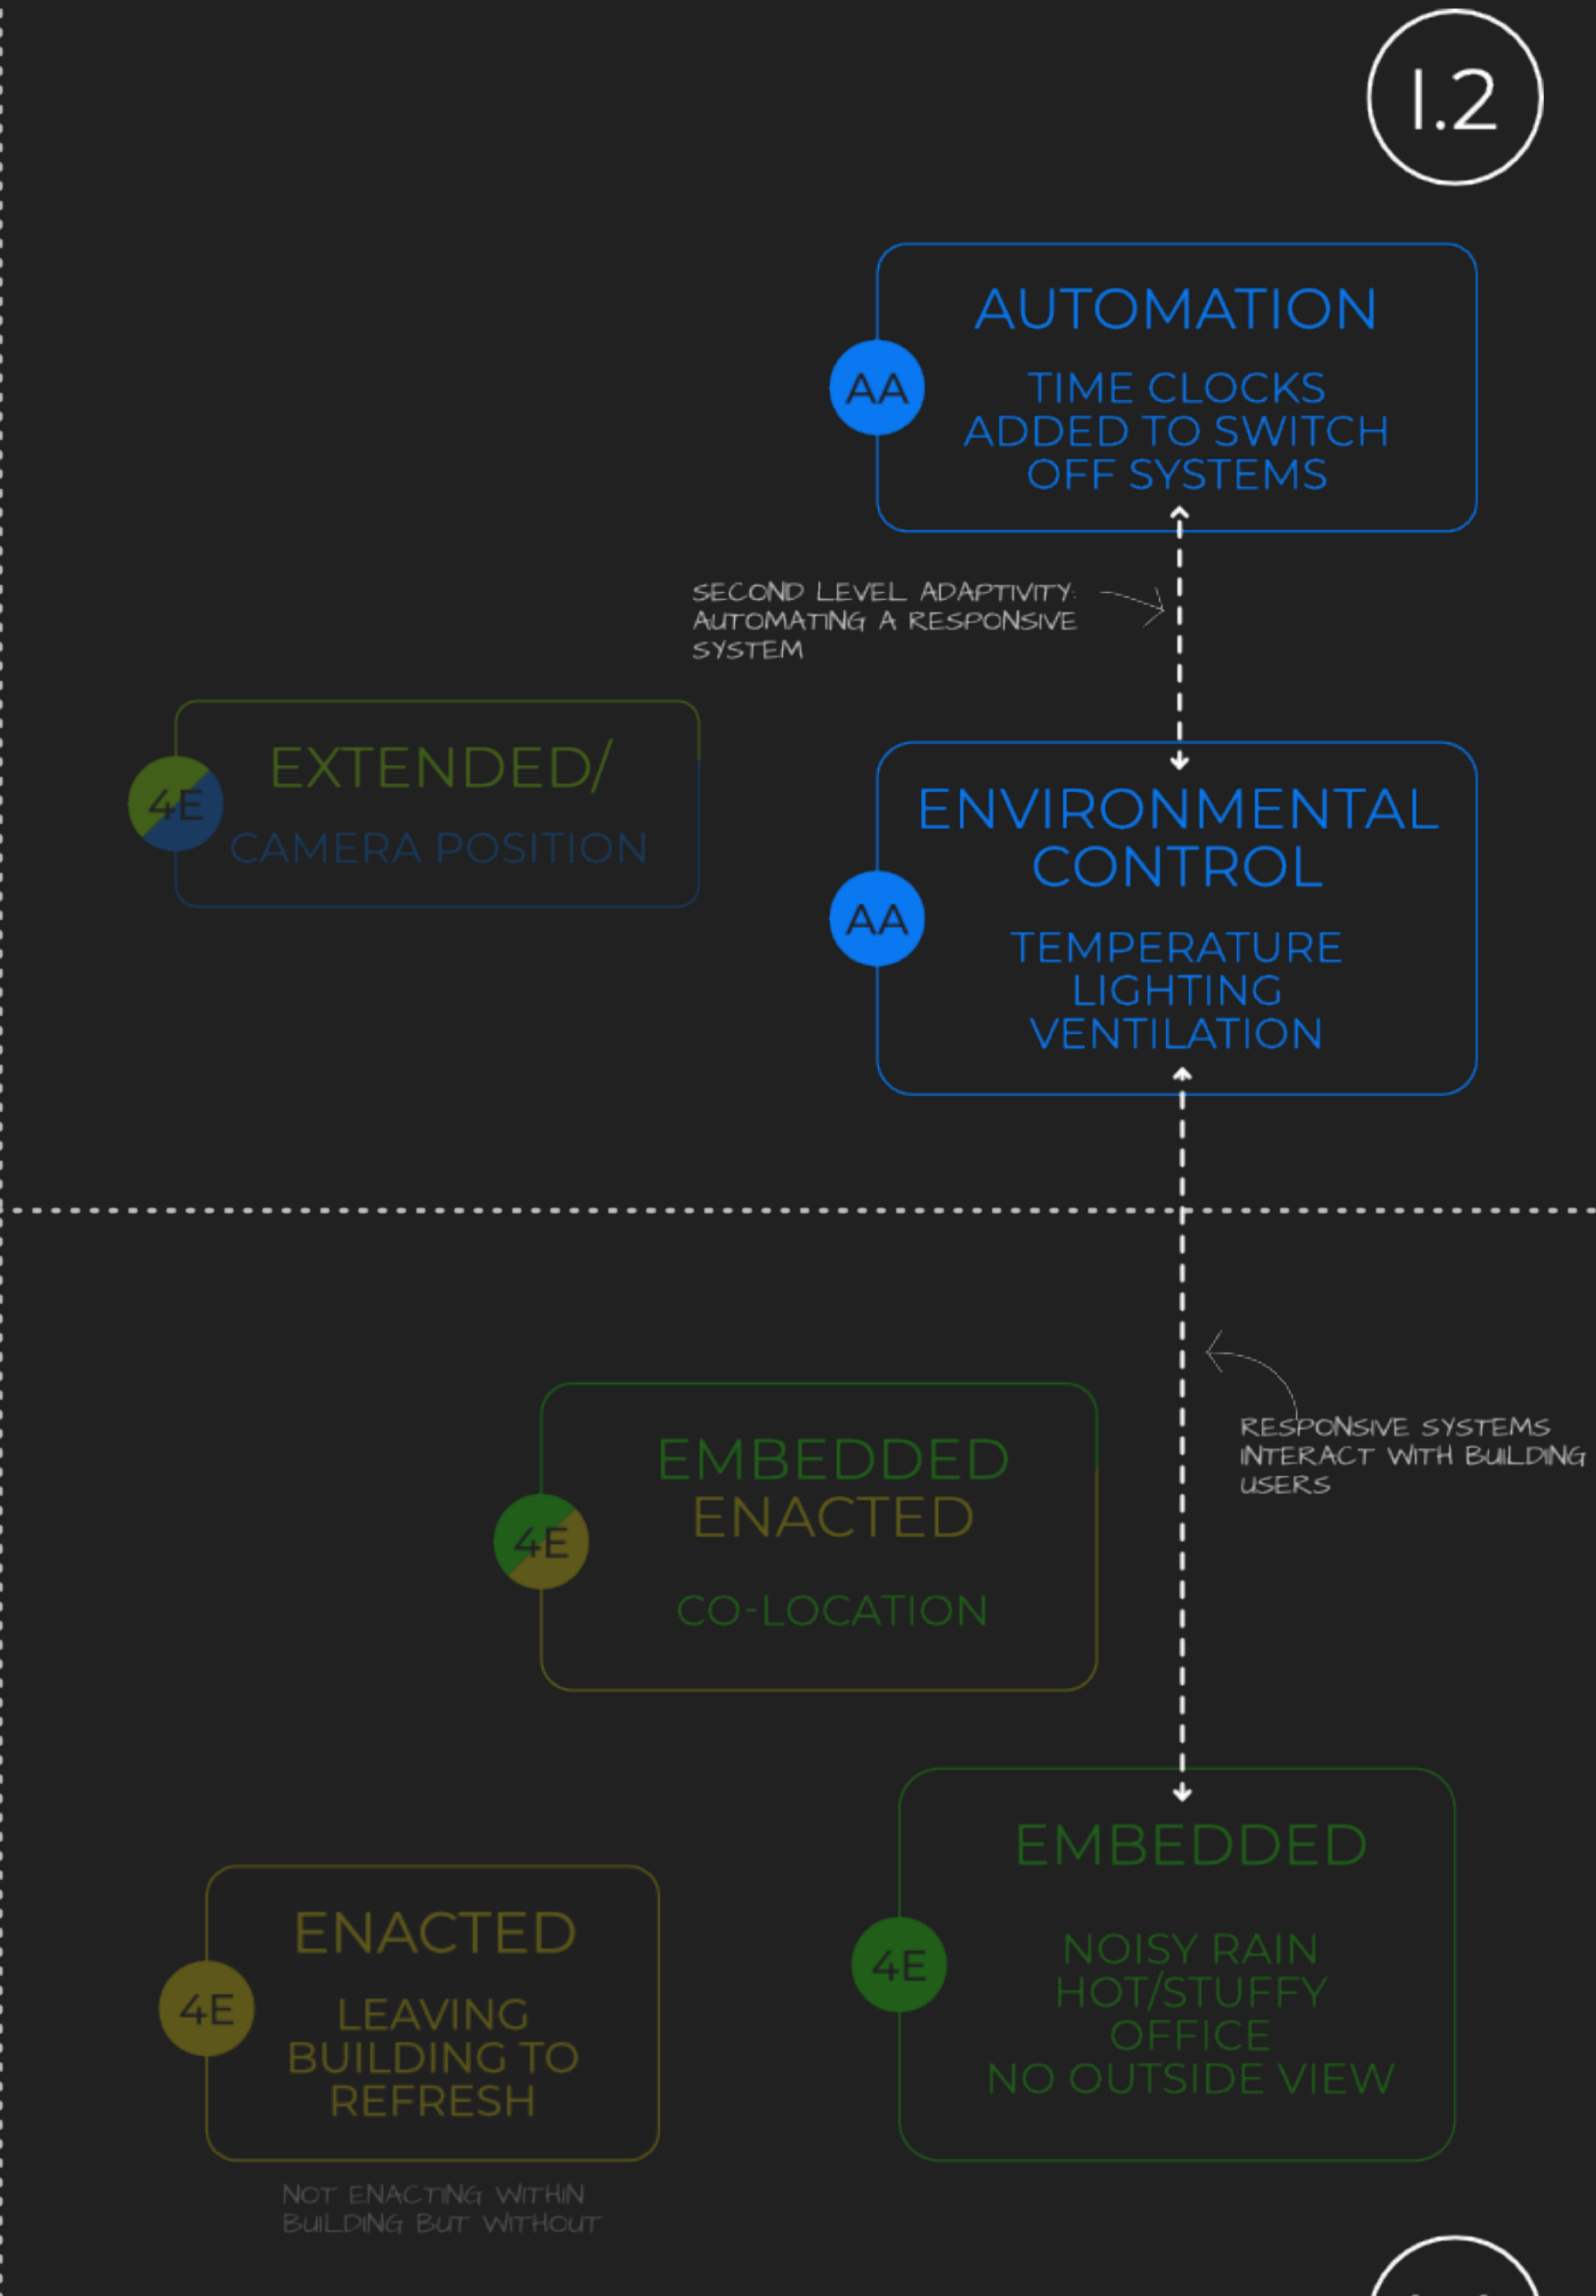 1.2
AUTOMATION
AA
TIME CLOCKS
ADDED TO SWITCH
OFF SYSTEMS
SECOND LEVEL ADAPTIVITY:
AUTOMATING A RESPONSIVE
SYSTEM
EXTENDED/
4E
CAMERA POSITION
ENVIRONMENTAL
CONTROL
AA
TEMPERATURE
LIGHTING
VENTILATION
RESPONSIVE SYSTEMS
INTERACT WITH BUILDING
USERS
EMBEDDED
ENACTED
4E
CO-LOCATION
EMBEDDED
4E
NOISY RAIN
HOT/STUFFY
OFFICE
NO OUTSIDE VIEW
ENACTED
4E
LEAVING
BUILDING TO
REFRESH
NOT ENACTING WITHIN
BUILDING BUT WITHOUT